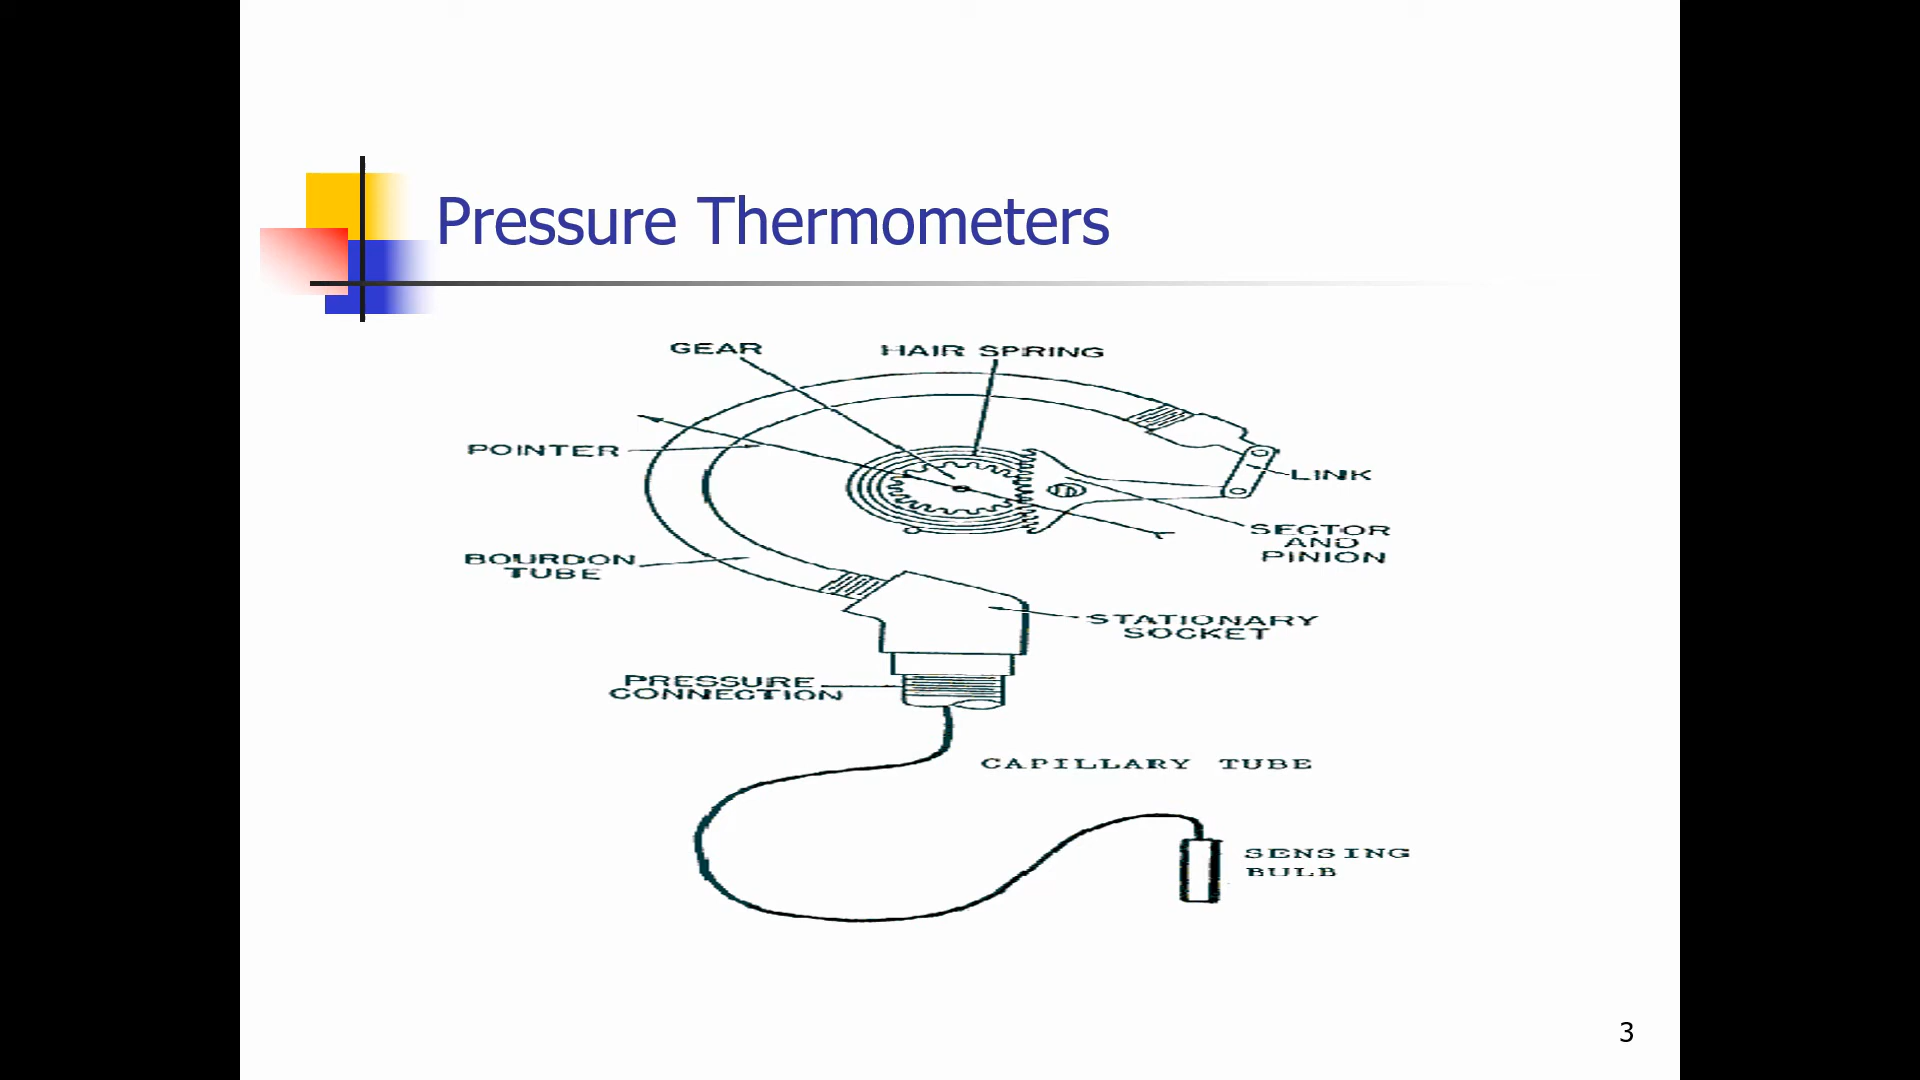 Pressure Thermometers
GEAR
HAIR SPRING
POINTER
LINK
SECTOR
AND
PINION
BOURDON
TUBE
STATIONARY
SOCKET
PRESSURE
CONNECTION
CAPILLARY TUBE
SENSING
BULB
3